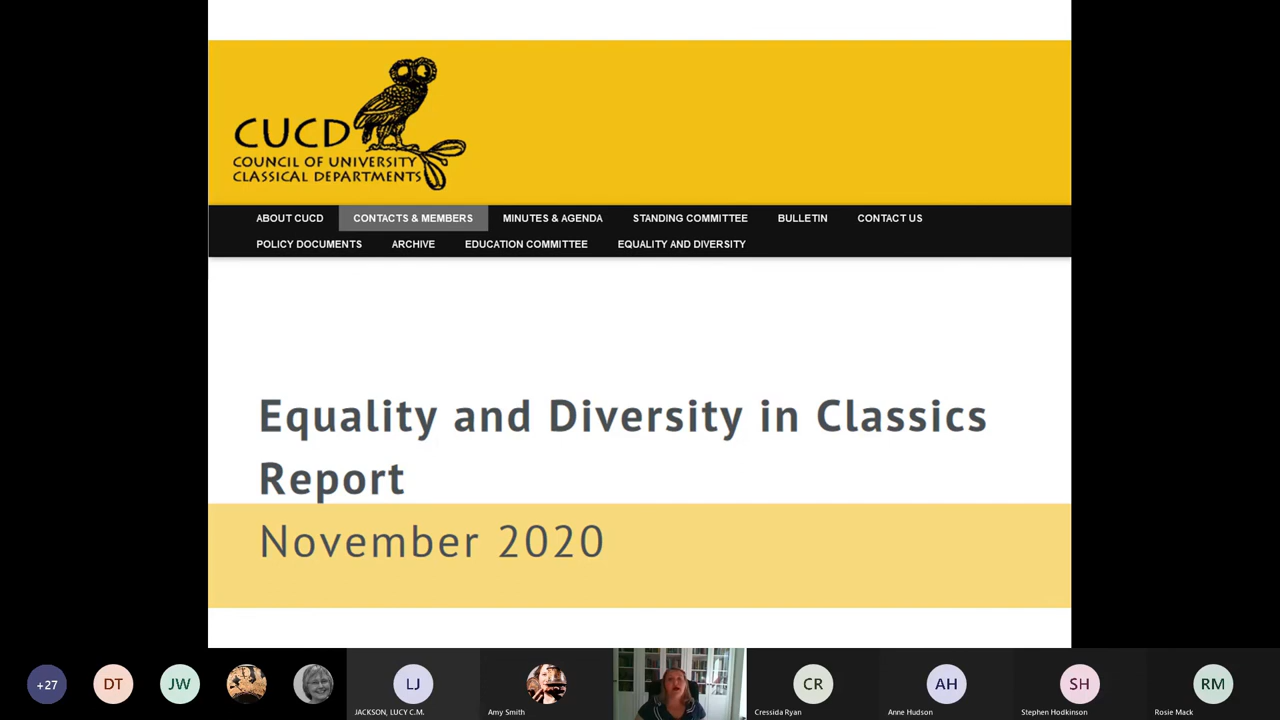 CUCD
COUNCIL OF UNIVERSITY
CLASSICAL DEPARTMENTS
ABOUT CUCD CONTACTS & MEMBERS MINUTES & AGENDA STANDING COMMITTEE BULLETIN CONTACT US
POLICY DOCUMENTS ARCHIVE EDUCATION COMMITTEE EQUALITY AND DIVERSITY
Equality and Diversity in Classics
Report
November 2020
+27 DT JW LJ CR AH SH RM
JACKSON, LUCY C.M. Amy Smith Cressida Ryan Anne Hudson Stephen Hodkinson Rosie Mack